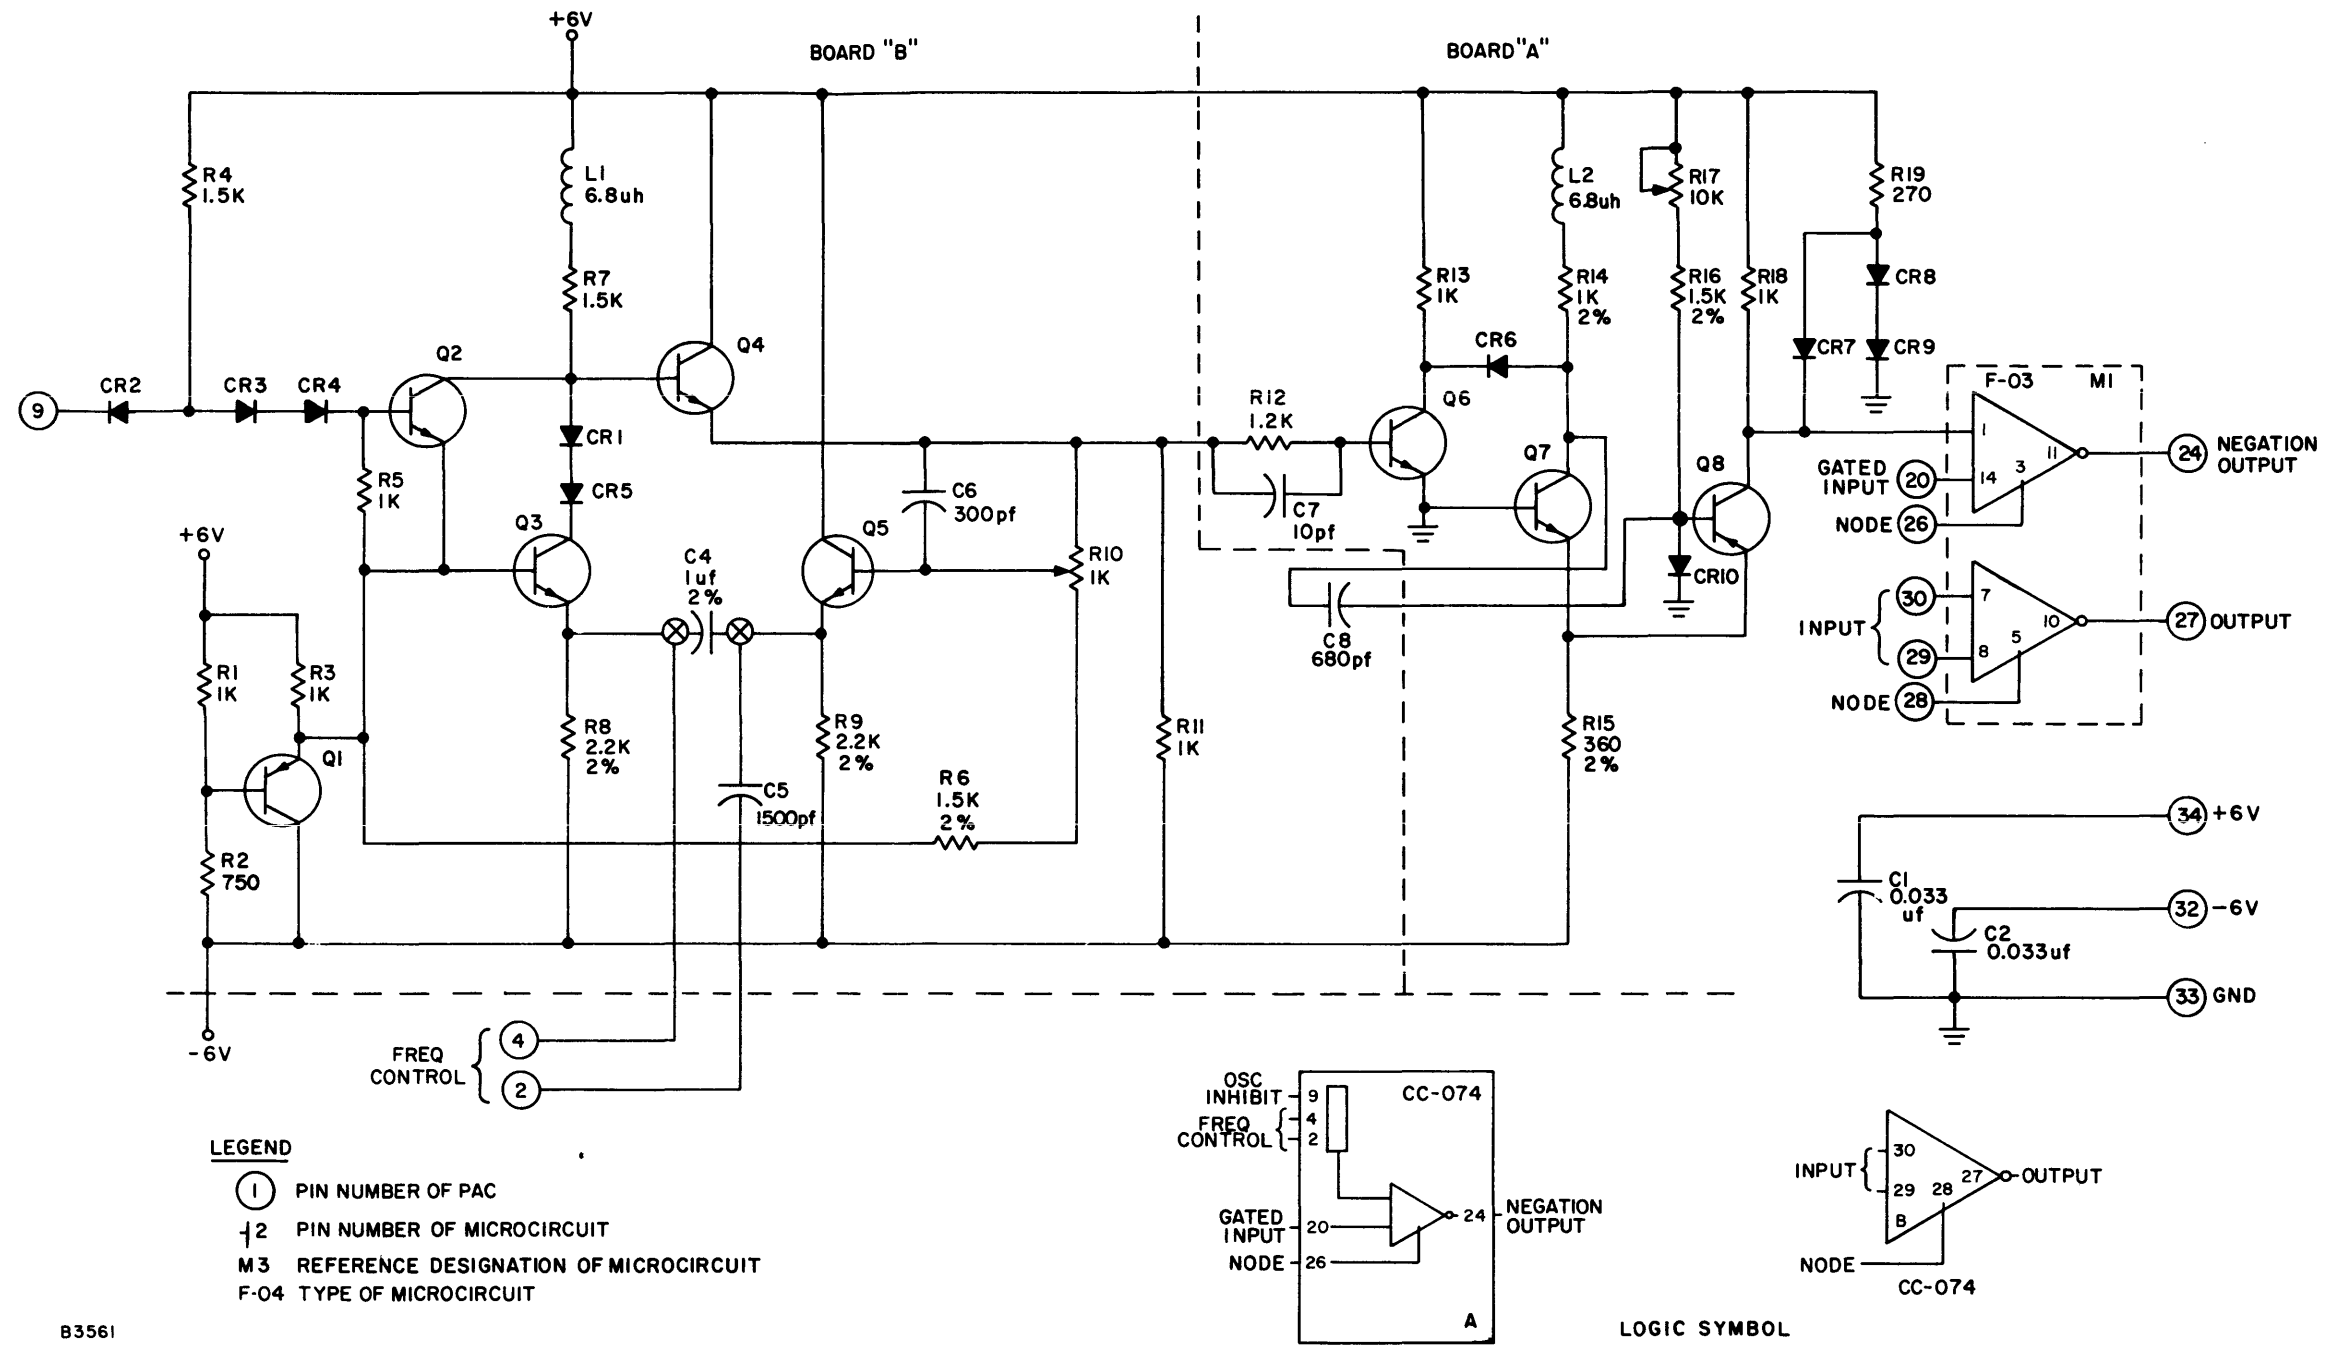 +6V
BOARD "B"
BOARD "A"
R4
1.5K
L1
6.8uh
R7
1.5K
Q2
Q4
CR2
CR3
CR4
9
CR1
CR5
R5
1K
Q3
C4
1uf
2%
Q5
C6
300pf
R10
1K
+6V
R1
1K
R3
1K
Q1
R2
750
R8
2.2K
2%
R9
2.2K
2%
C5
1500pf
R6
1.5K
2%
R11
1K
-6V
FREQ
CONTROL
4
2
R13
1K
L2
6.8uh
R14
1K
2%
R17
10K
R16
1.5K
2%
R18
1K
R19
270
CR8
CR7
CR9
CR6
R12
1.2K
Q6
C7
10pf
Q7
Q8
CR10
C8
680pf
R15
360
2%
F-03
M1
1
14
3
11
24
NEGATION
OUTPUT
GATED
INPUT
20
NODE
26
INPUT
30
29
7
8
5
10
27
OUTPUT
NODE
28
34
+6V
C1
0.033
uf
32
-6V
C2
0.033uf
33
GND
LEGEND
1 PIN NUMBER OF PAC
2 PIN NUMBER OF MICROCIRCUIT
M3 REFERENCE DESIGNATION OF MICROCIRCUIT
F-04 TYPE OF MICROCIRCUIT
B3561
OSC
INHIBIT
9
CC-074
FREQ
CONTROL
4
2
GATED
INPUT
20
24
NEGATION
OUTPUT
NODE
26
A
INPUT
30
29
28
27
OUTPUT
B
NODE
CC-074
LOGIC SYMBOL